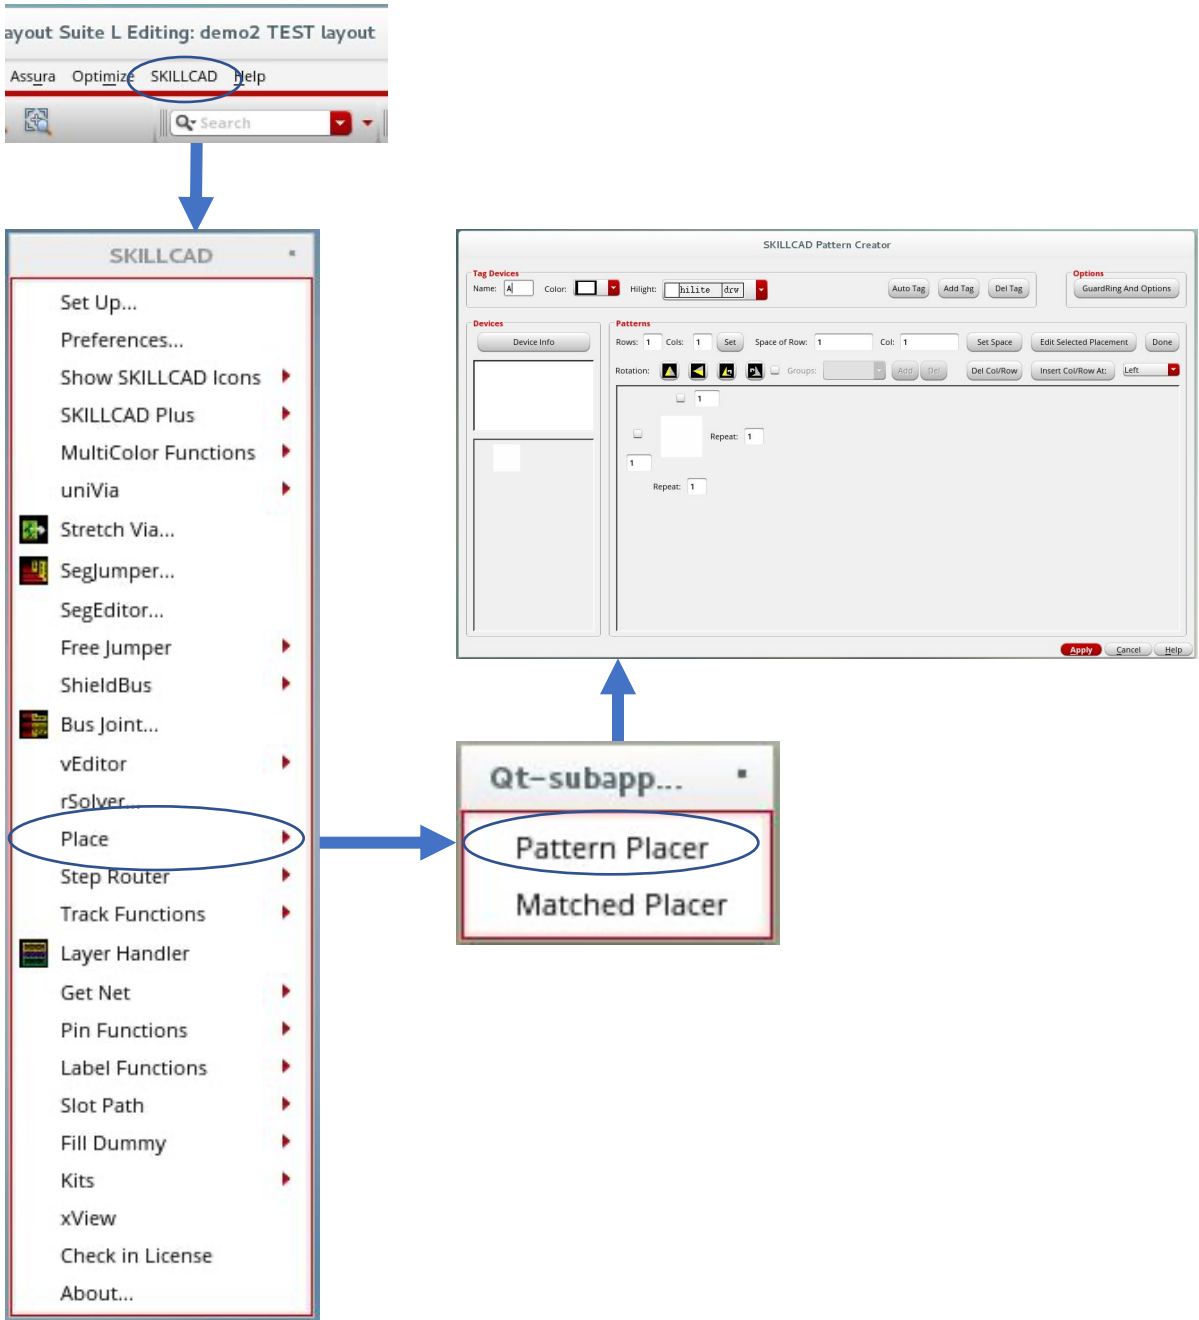 ayout Suite L Editing: demo2 TEST layout
Assura Optimize SKILLCAD Help
Search
SKILLCAD
Set Up...
Preferences...
Show SKILLCAD Icons
SKILLCAD Plus
MultiColor Functions
uniVia
Stretch Via...
SegJumper...
SegEditor...
Free Jumper
ShieldBus
Bus Joint...
vEditor
rSolver...
Place
Step Router
Track Functions
Layer Handler
Get Net
Pin Functions
Label Functions
Slot Path
Fill Dummy
Kits
xView
Check in License
About...
SKILLCAD Pattern Creator
Tag Devices
Name: A Color: Hilight: hilite drw Auto Tag Add Tag Del Tag
Options
GuardRing And Options
Devices
Device Info
Patterns
Rows: 1 Cols: 1 Set Space of Row: 1 Col: 1 Set Space Edit Selected Placement Done
Rotation: Groups: Add Del Del Col/Row Insert Col/Row At: Left
1
Repeat: 1
1
Repeat: 1
Apply Cancel Help
Qt-subapp...
Pattern Placer
Matched Placer